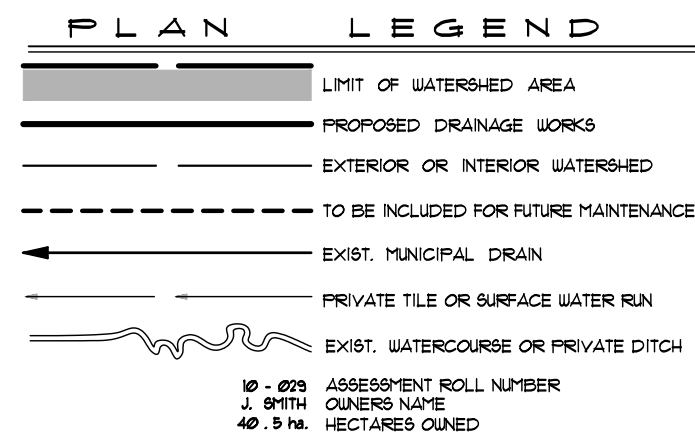 PLAN LEGEND
LIMIT OF WATERSHED AREA
PROPOSED DRAINAGE WORKS
EXTERIOR OR INTERIOR WATERSHED
TO BE INCLUDED FOR FUTURE MAINTENANCE
EXIST. MUNICIPAL DRAIN
PRIVATE TILE OR SURFACE WATER RUN
EXIST. WATERCOURSE OR PRIVATE DITCH
10 - 029 ASSESSMENT ROLL NUMBER
J. SMITH OWNERS NAME
40.5 ha. HECTARES OWNED